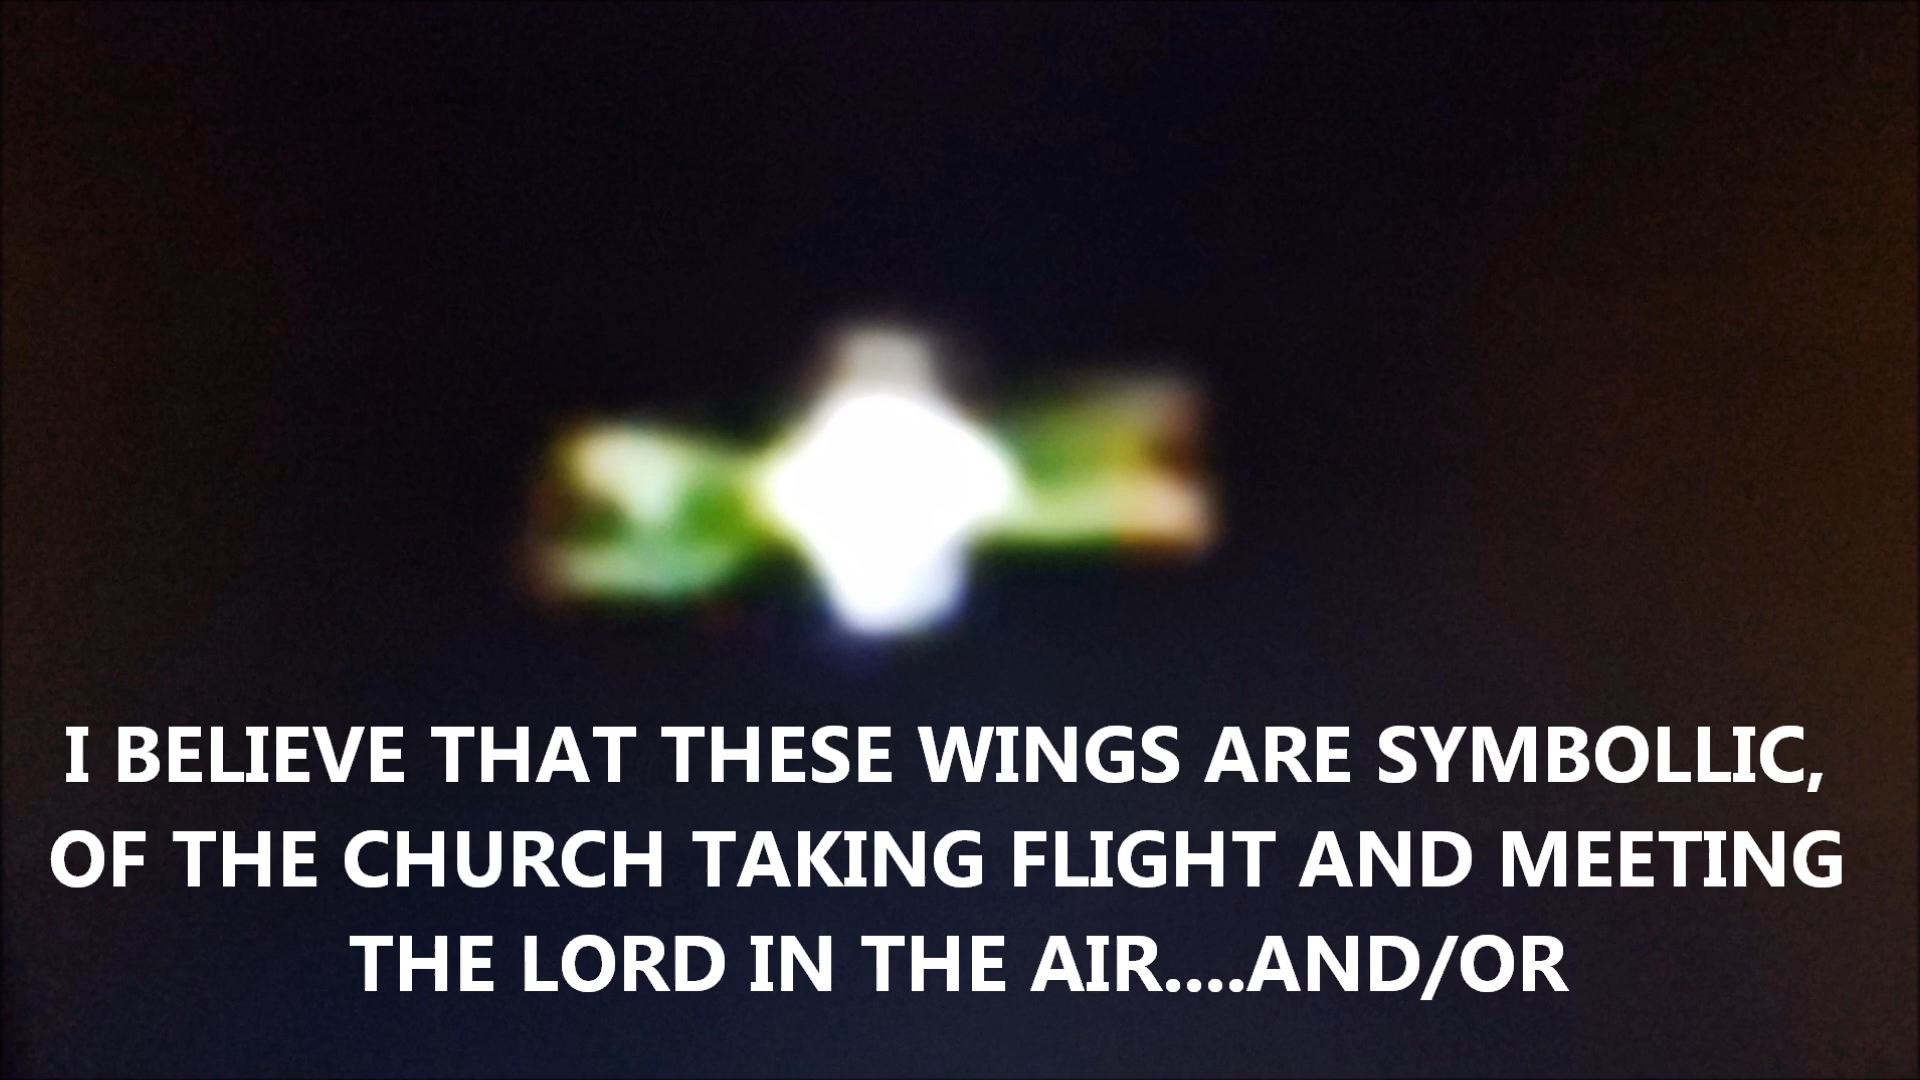 I BELIEVE THAT THESE WINGS ARE SYMBOLLIC,
OF THE CHURCH TAKING FLIGHT AND MEETING
THE LORD IN THE AIR....AND/OR